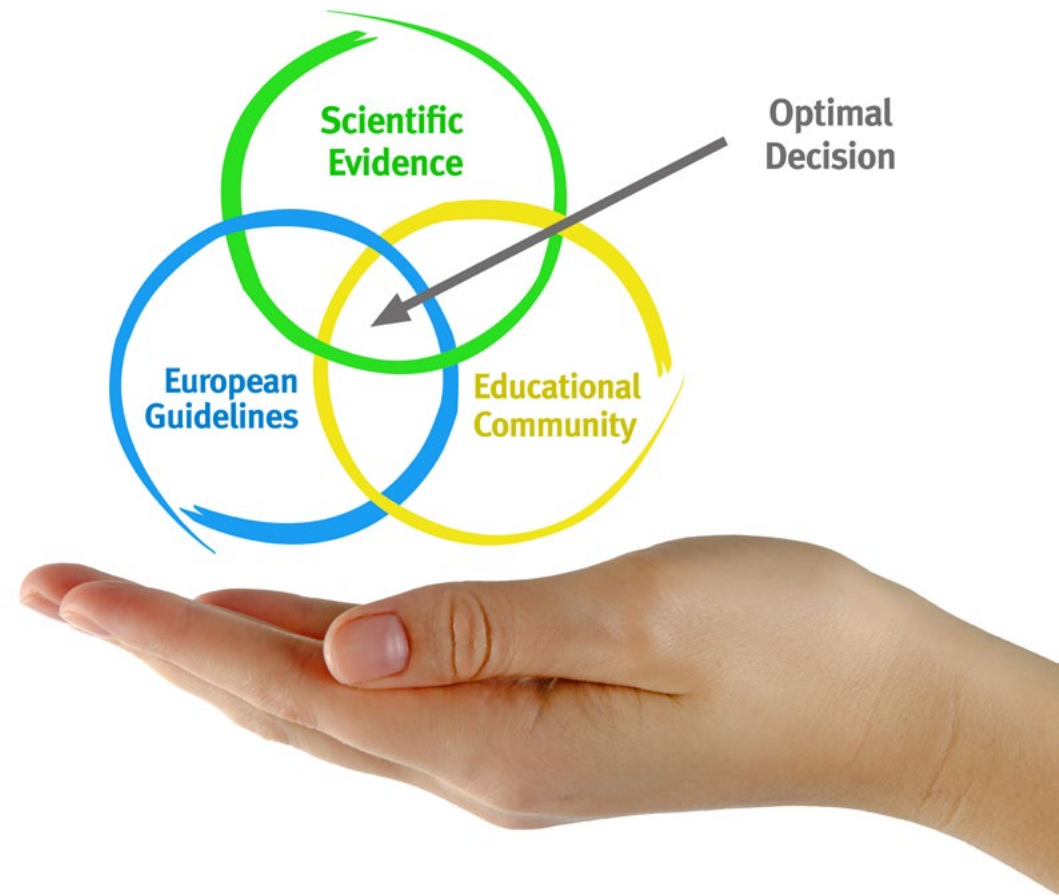 Scientific
Evidence
Optimal
Decision
European
Guidelines
Educational
Community